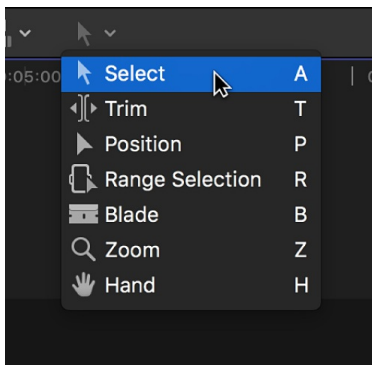 :05:00
Select A
Trim T
Position P
Range Selection R
Blade B
Zoom Z
Hand H